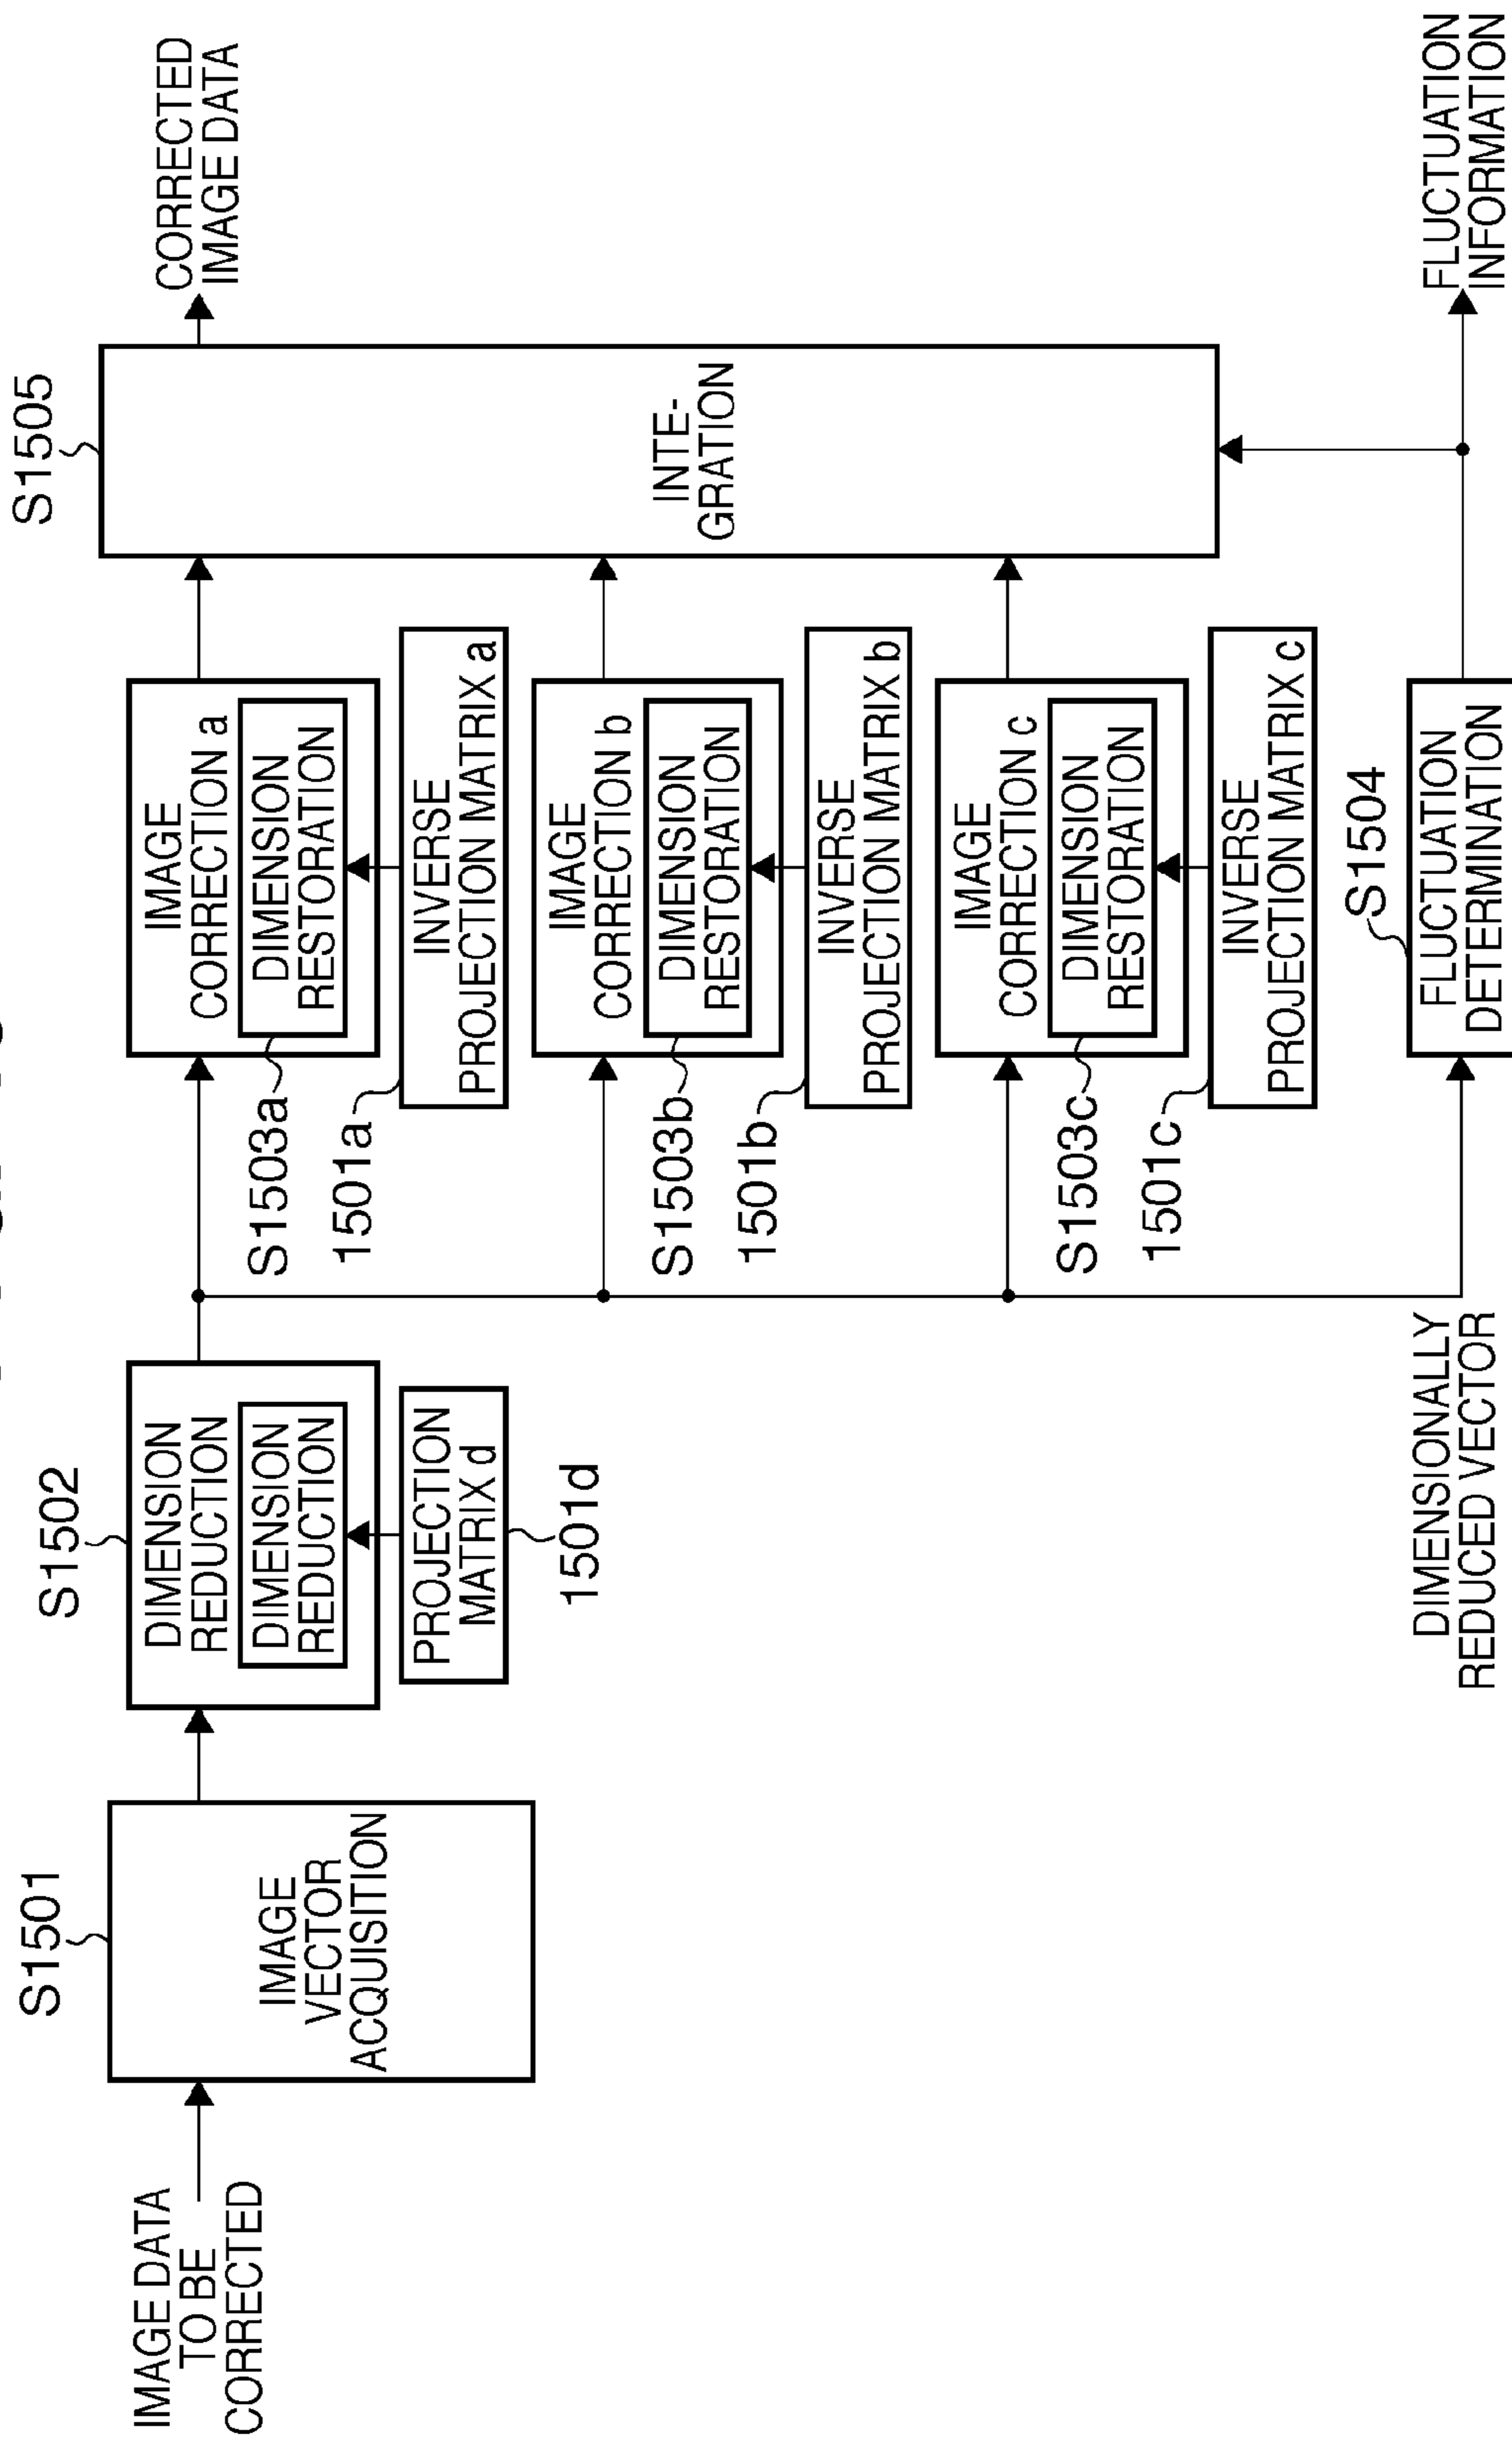 S1501
IMAGE DATA
TO BE
CORRECTED
IMAGE
VECTOR
ACQUISITION
S1502
DIMENSION
REDUCTION
DIMENSION
REDUCTION
PROJECTION
MATRIX d
1501d
DIMENSIONALLY
REDUCED VECTOR
IMAGE
CORRECTION a
DIMENSION
RESTORATION
S1503a
INVERSE
PROJECTION MATRIX a
1501a
IMAGE
CORRECTION b
DIMENSION
RESTORATION
S1503b
INVERSE
PROJECTION MATRIX b
1501b
IMAGE
CORRECTION c
DIMENSION
RESTORATION
S1503c
INVERSE
PROJECTION MATRIX c
1501c
S1504
FLUCTUATION
DETERMINATION
S1505
INTE-
GRATION
CORRECTED
IMAGE DATA
FLUCTUATION
INFORMATION